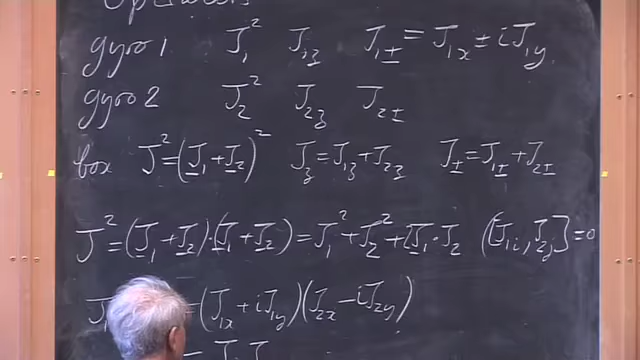 Operators
gyro 1 J₁² J₁z J₁± = J₁x ± iJ₁y
gyro 2 J₂² J₂z J₂±
box J² = (J₁ + J₂)² Jz = J₁z + J₂z J± = J₁± + J₂±
J² = (J₁ + J₂)·(J₁ + J₂) = J₁² + J₂² + 2J₁·J₂ ([J₁i, J₂j] = 0
J₁ = (J₁x + iJ₁y)(J₂x − iJ₂y)
=